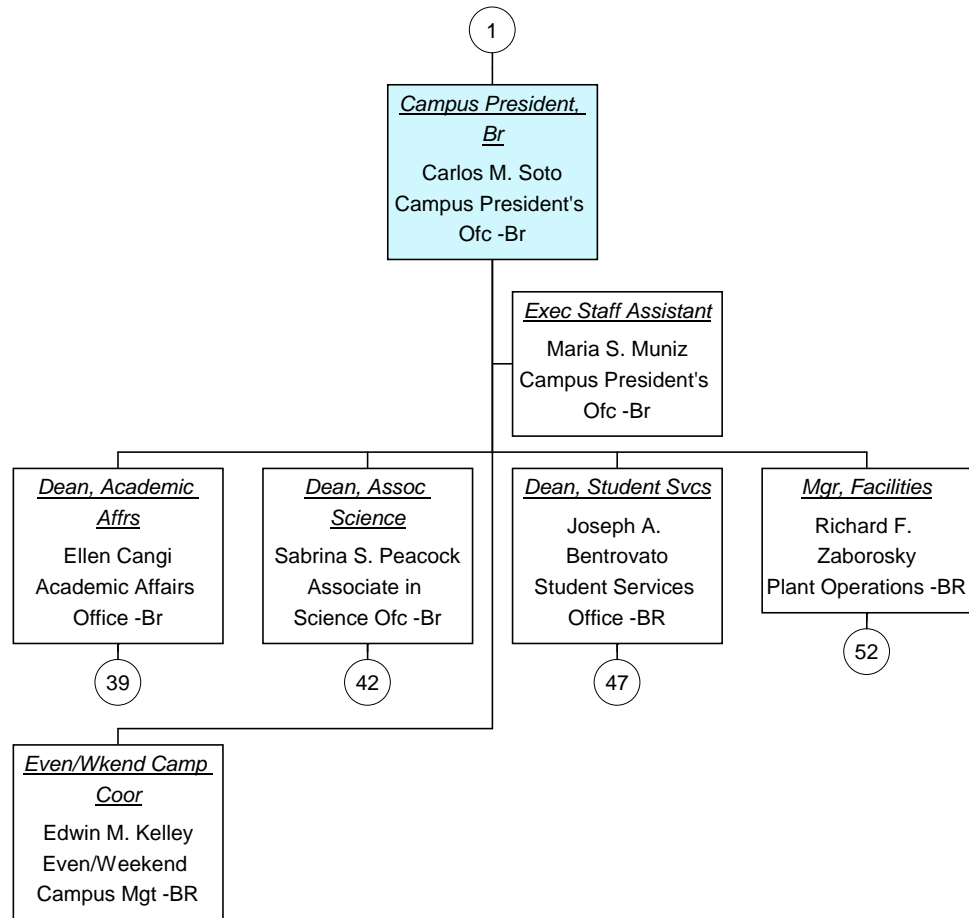 1
Campus President,
Br
Carlos M. Soto
Campus President's
Ofc -Br
Exec Staff Assistant
Maria S. Muniz
Campus President's
Ofc -Br
Dean, Academic
Affrs
Ellen Cangi
Academic Affairs
Office -Br
39
Dean, Assoc
Science
Sabrina S. Peacock
Associate in
Science Ofc -Br
42
Dean, Student Svcs
Joseph A.
Bentrovato
Student Services
Office -BR
47
Mgr, Facilities
Richard F.
Zaborosky
Plant Operations -BR
52
Even/Wkend Camp
Coor
Edwin M. Kelley
Even/Weekend
Campus Mgt -BR